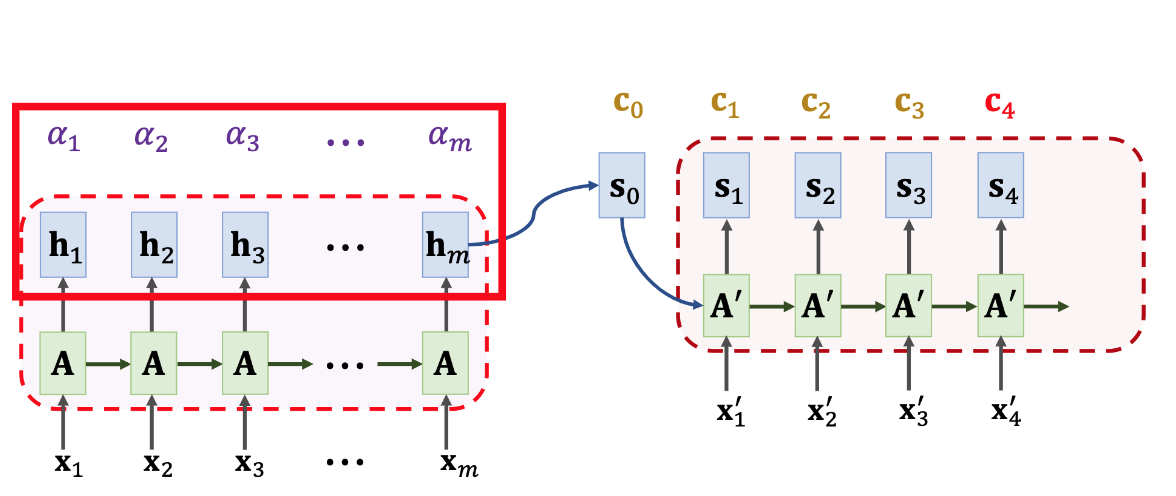 α₁ α₂ α₃ ⋯ αₘ
c₀ c₁ c₂ c₃ c₄
h₁ h₂ h₃ ⋯ hₘ
s₀ s₁ s₂ s₃ s₄
A A A ⋯ A
A′ A′ A′ A′
x₁ x₂ x₃ ⋯ xₘ
x′₁ x′₂ x′₃ x′₄